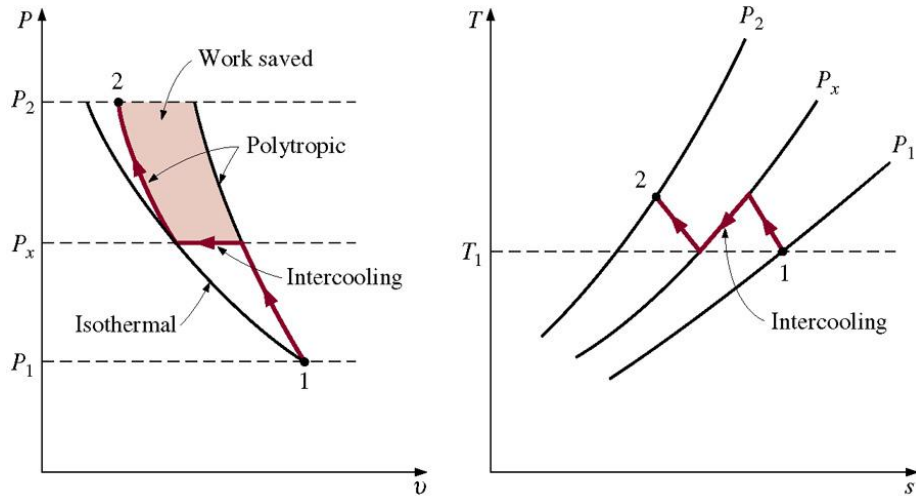 P
2
Work saved
P₂
Polytropic
Pₓ
Intercooling
Isothermal
P₁
1
υ
T
P₂
Pₓ
P₁
2
T₁
1
Intercooling
s